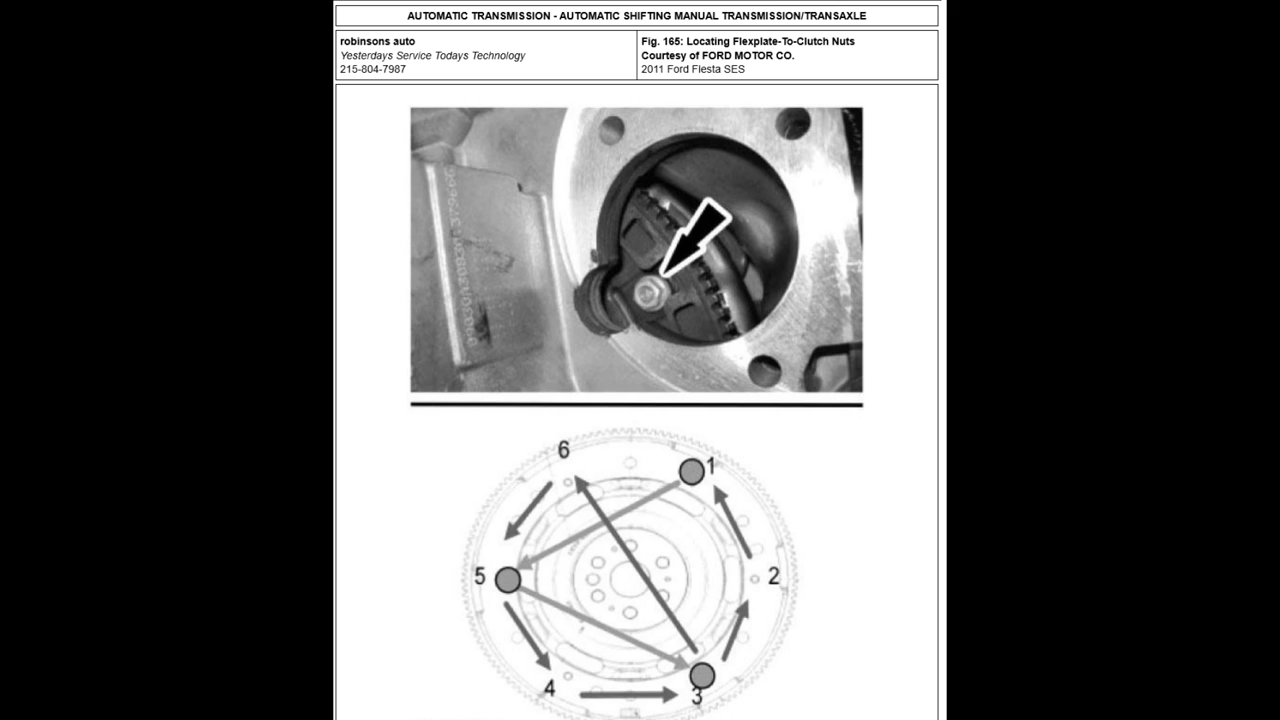 AUTOMATIC TRANSMISSION - AUTOMATIC SHIFTING MANUAL TRANSMISSION/TRANSAXLE
robinsons auto
Yesterdays Service Todays Technology
215-804-7987
Fig. 165: Locating Flexplate-To-Clutch Nuts
Courtesy of FORD MOTOR CO.
2011 Ford Fiesta SES
6
1
5
2
4
3